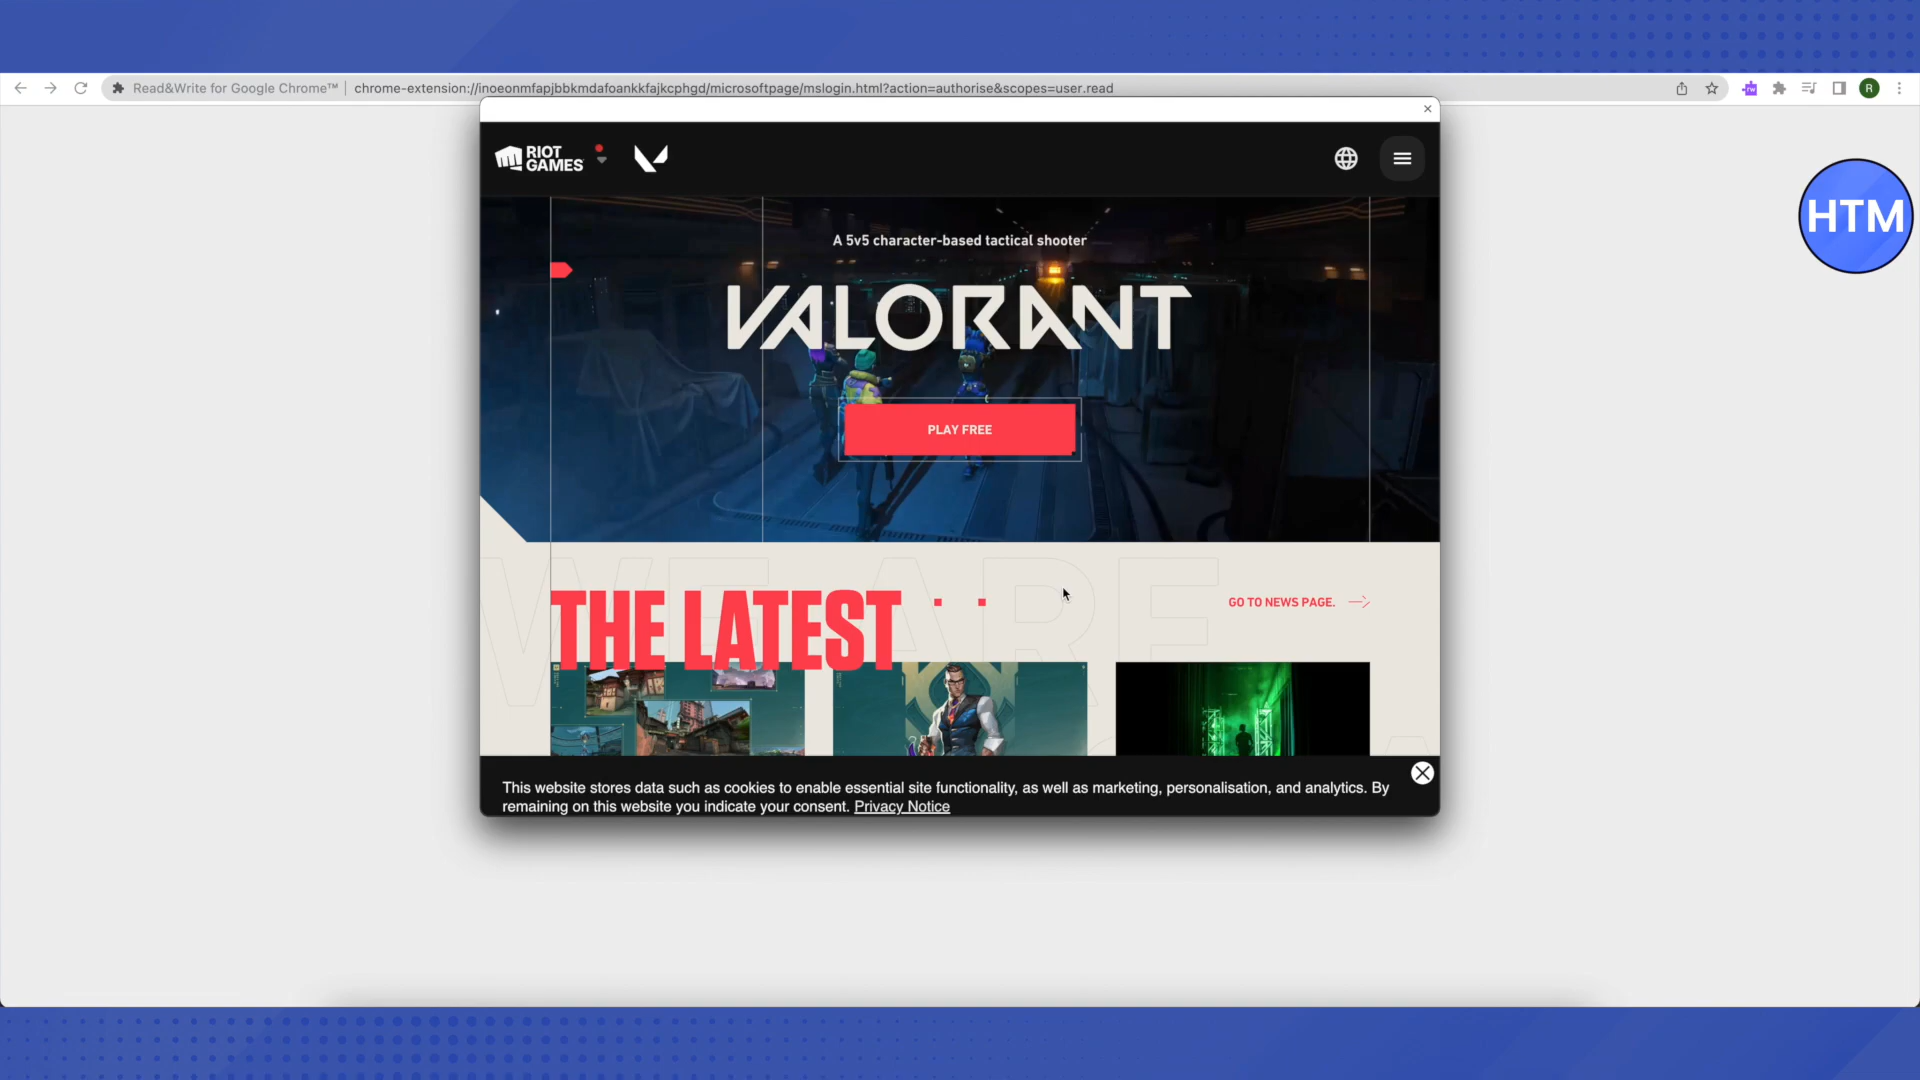 Read&Write for Google Chrome™ | chrome-extension://inoeonmfapjbbkmdafoankkfajkcphgd/microsoftpage/mslogin.html?action=authorise&scopes=user.read
rw
R
RIOT
GAMES
HTM
A 5v5 character-based tactical shooter
VALORANT
PLAY FREE
WE ARE
THE LATEST
GO TO NEWS PAGE.
This website stores data such as cookies to enable essential site functionality, as well as marketing, personalisation, and analytics. By
remaining on this website you indicate your consent. Privacy Notice